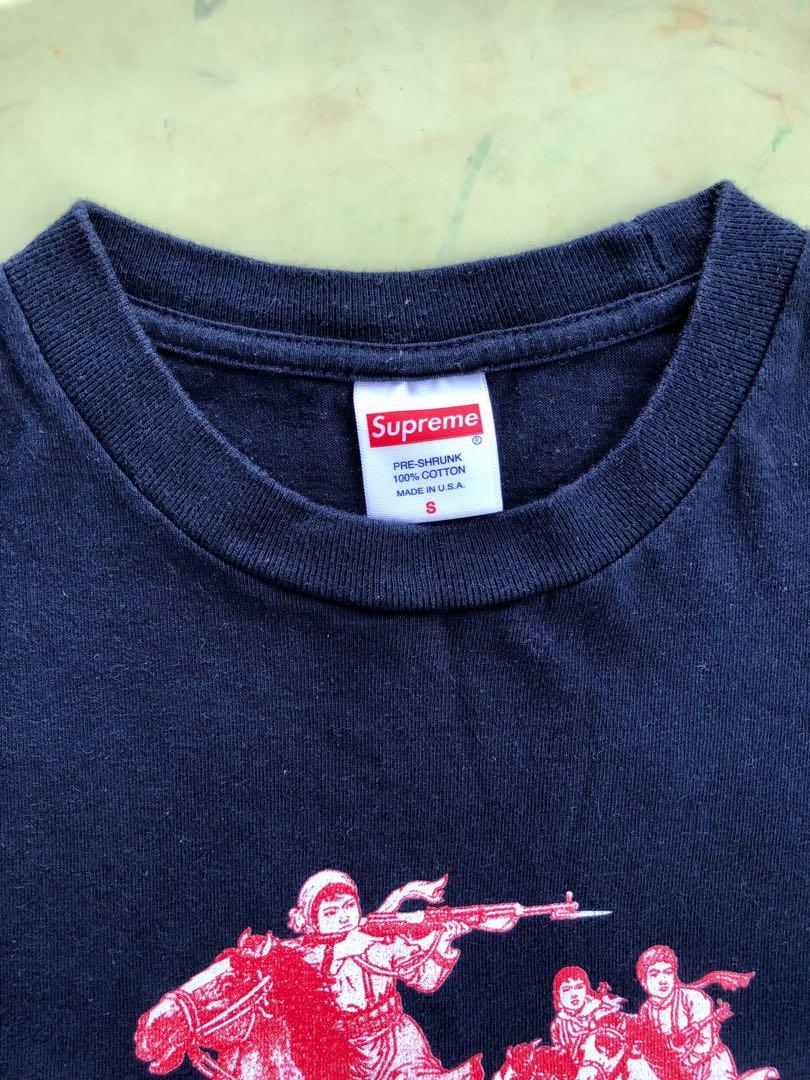 Supreme
®
PRE-SHRUNK
100% COTTON
MADE IN U.S.A.
S